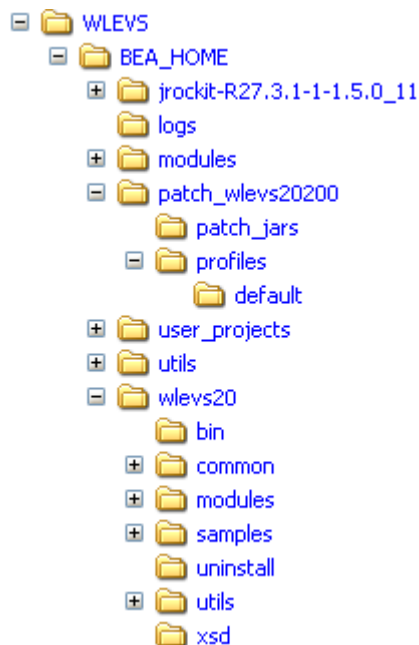 WLEVS
BEA_HOME
jrockit-R27.3.1-1-1.5.0_11
logs
modules
patch_wlevs20200
patch_jars
profiles
default
user_projects
utils
wlevs20
bin
common
modules
samples
uninstall
utils
xsd